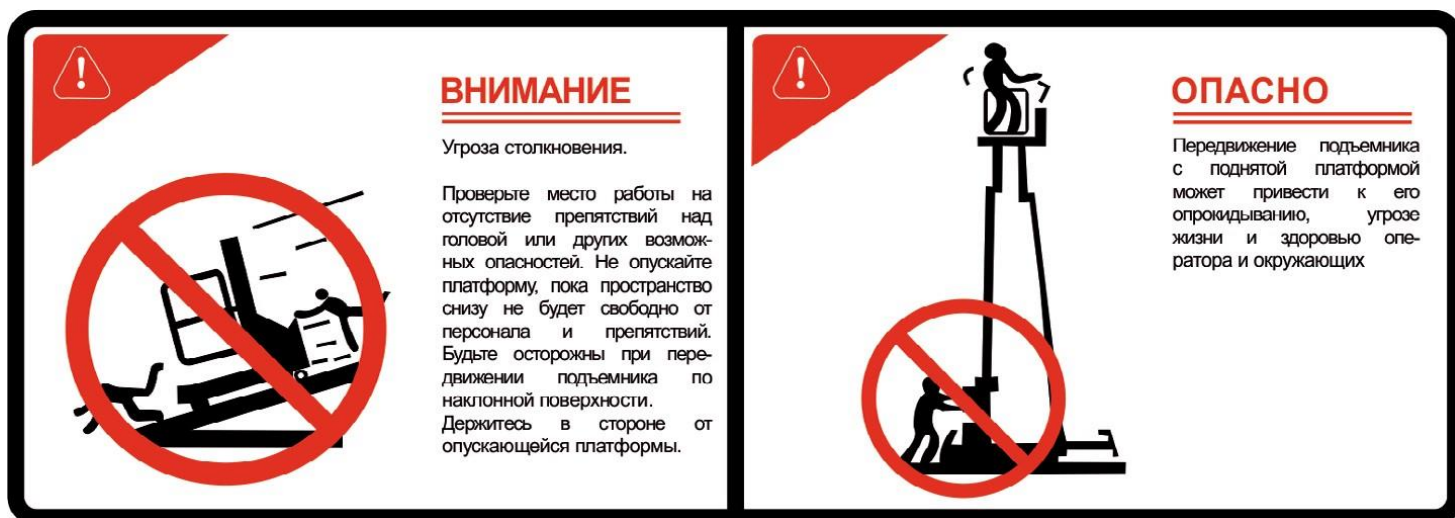 ВНИМАНИЕ
Угроза столкновения.
Проверьте место работы на
отсутствие препятствий над
головой или других возмож-
ных опасностей. Не опускайте
платформу, пока пространство
снизу не будет свободно от
персонала и препятствий.
Будьте осторожны при пере-
движении подъемника по
наклонной поверхности.
Держитесь в стороне от
опускающейся платформы.
ОПАСНО
Передвижение подъемника
с поднятой платформой
может привести к его
опрокидыванию, угрозе
жизни и здоровью опе-
ратора и окружающих